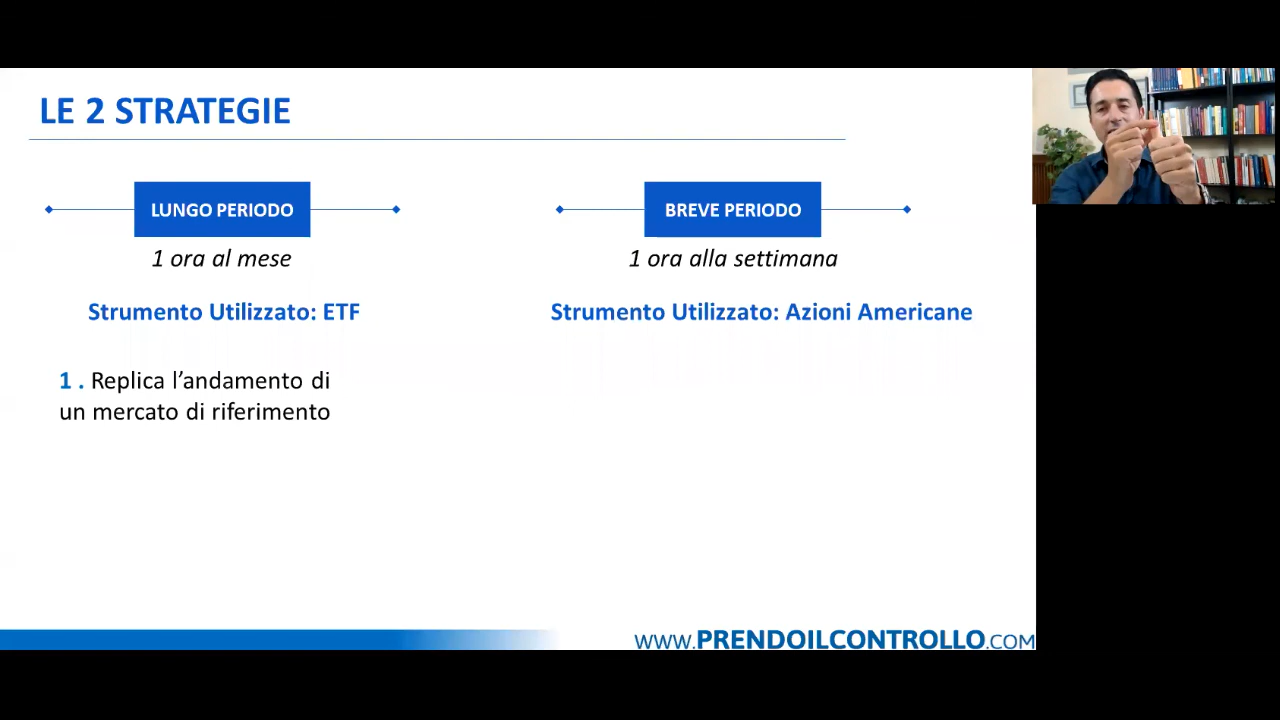 LE 2 STRATEGIE
LUNGO PERIODO
1 ora al mese
Strumento Utilizzato: ETF
1 . Replica l’andamento di
un mercato di riferimento
BREVE PERIODO
1 ora alla settimana
Strumento Utilizzato: Azioni Americane
WWW.PRENDOILCONTROLLO.COM